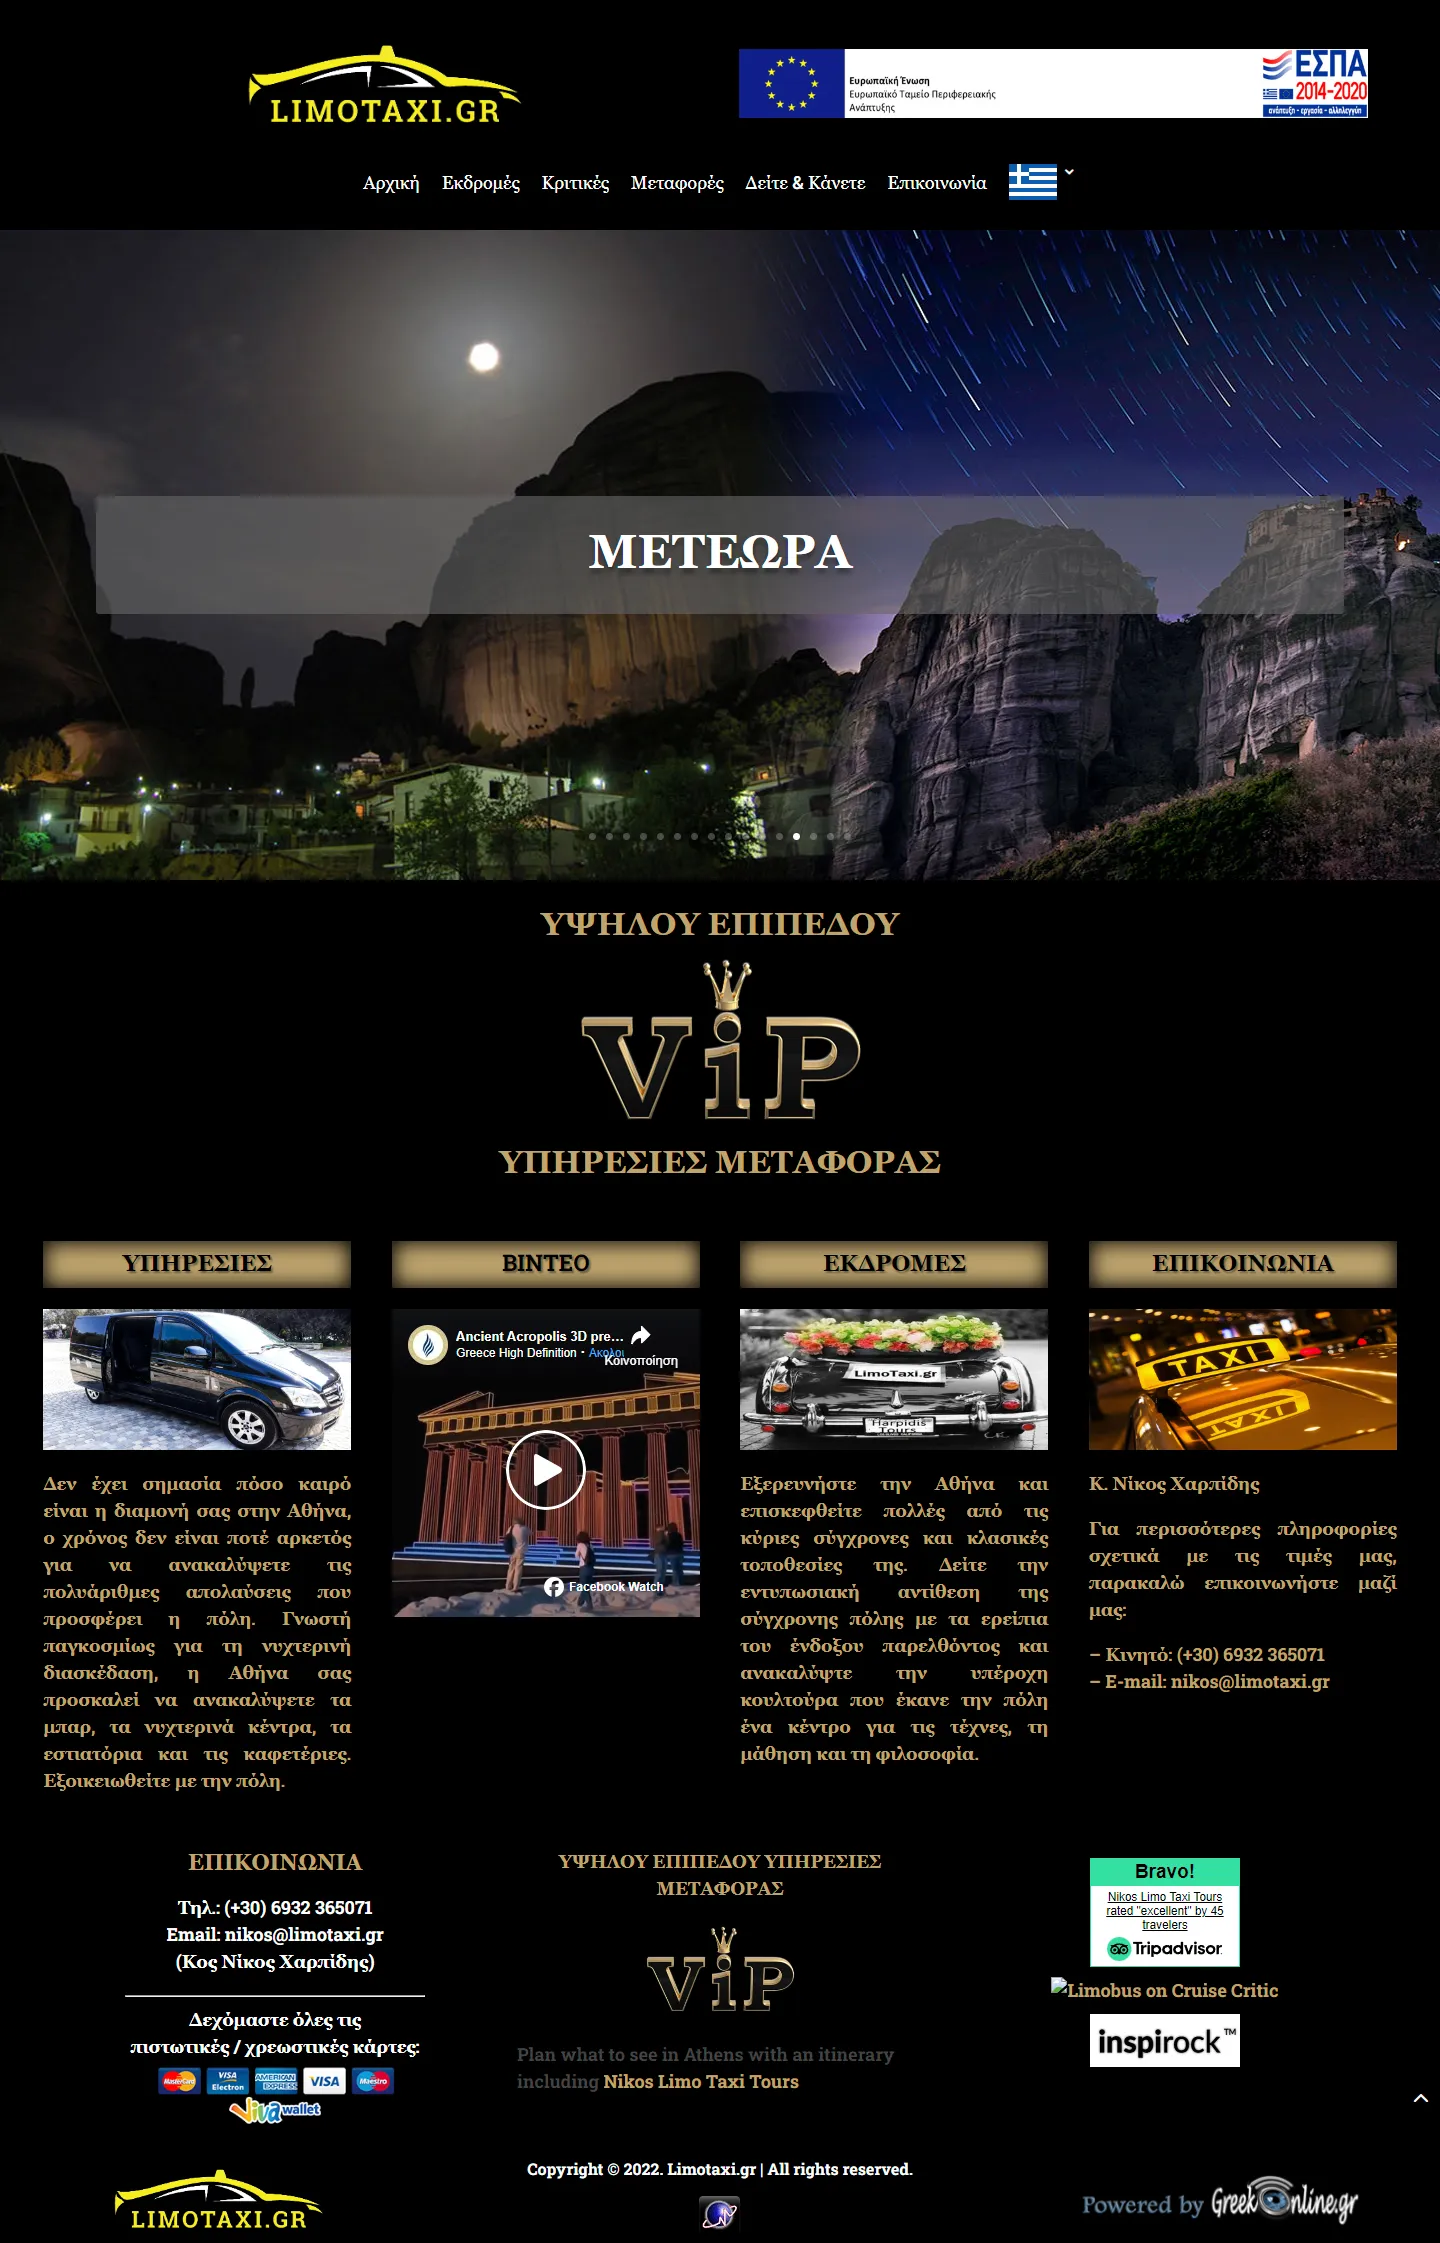 LIMOTAXI.GR
Ευρωπαϊκή Ένωση
Ευρωπαϊκό Ταμείο Περιφερειακής
Ανάπτυξης
ΕΣΠΑ
2014-2020
ανάπτυξη - εργασία - αλληλεγγύη
Αρχική Εκδρομές Κριτικές Μεταφορές Δείτε & Κάνετε Επικοινωνία
ΜΕΤΕΩΡΑ
ΥΨΗΛΟΥ ΕΠΙΠΕΔΟΥ
ViP
ΥΠΗΡΕΣΙΕΣ ΜΕΤΑΦΟΡΑΣ
ΥΠΗΡΕΣΙΕΣ
Δεν έχει σημασία πόσο καιρό
είναι η διαμονή σας στην Αθήνα,
ο χρόνος δεν είναι ποτέ αρκετός
για να ανακαλύψετε τις
πολυάριθμες απολαύσεις που
προσφέρει η πόλη. Γνωστή
παγκοσμίως για τη νυχτερινή
διασκέδαση, η Αθήνα σας
προσκαλεί να ανακαλύψετε τα
μπαρ, τα νυχτερινά κέντρα, τα
εστιατόρια και τις καφετέριες.
Εξοικειωθείτε με την πόλη.
ΒΙΝΤΕΟ
Ancient Acropolis 3D pre...
Greece High Definition · Ακολου
Κοινοποίηση
Facebook Watch
ΕΚΔΡΟΜΕΣ
LimoTaxi.gr
Harpidis
Tours
Εξερευνήστε την Αθήνα και
επισκεφθείτε πολλές από τις
κύριες σύγχρονες και κλασικές
τοποθεσίες της. Δείτε την
εντυπωσιακή αντίθεση της
σύγχρονης πόλης με τα ερείπια
του ένδοξου παρελθόντος και
ανακαλύψτε την υπέροχη
κουλτούρα που έκανε την πόλη
ένα κέντρο για τις τέχνες, τη
μάθηση και τη φιλοσοφία.
ΕΠΙΚΟΙΝΩΝΙΑ
TAXI
TAXI
Κ. Νίκος Χαρπίδης
Για περισσότερες πληροφορίες
σχετικά με τις τιμές μας,
παρακαλώ επικοινωνήστε μαζί
μας:
– Κινητό: (+30) 6932 365071
– E-mail: nikos@limotaxi.gr
ΕΠΙΚΟΙΝΩΝΙΑ
Τηλ.: (+30) 6932 365071
Email: nikos@limotaxi.gr
(Κος Νίκος Χαρπίδης)
Δεχόμαστε όλες τις
πιστωτικές / χρεωστικές κάρτες:
MasterCard VISA Electron AMERICAN EXPRESS VISA Maestro
Viva wallet
ΥΨΗΛΟΥ ΕΠΙΠΕΔΟΥ ΥΠΗΡΕΣΙΕΣ
ΜΕΤΑΦΟΡΑΣ
ViP
Plan what to see in Athens with an itinerary
including Nikos Limo Taxi Tours
Bravo!
Nikos Limo Taxi Tours
rated "excellent" by 45
travelers
Tripadvisor
Limobus on Cruise Critic
inspirock™
LIMOTAXI.GR
Copyright © 2022. Limotaxi.gr | All rights reserved.
Powered by GreekOnline.gr